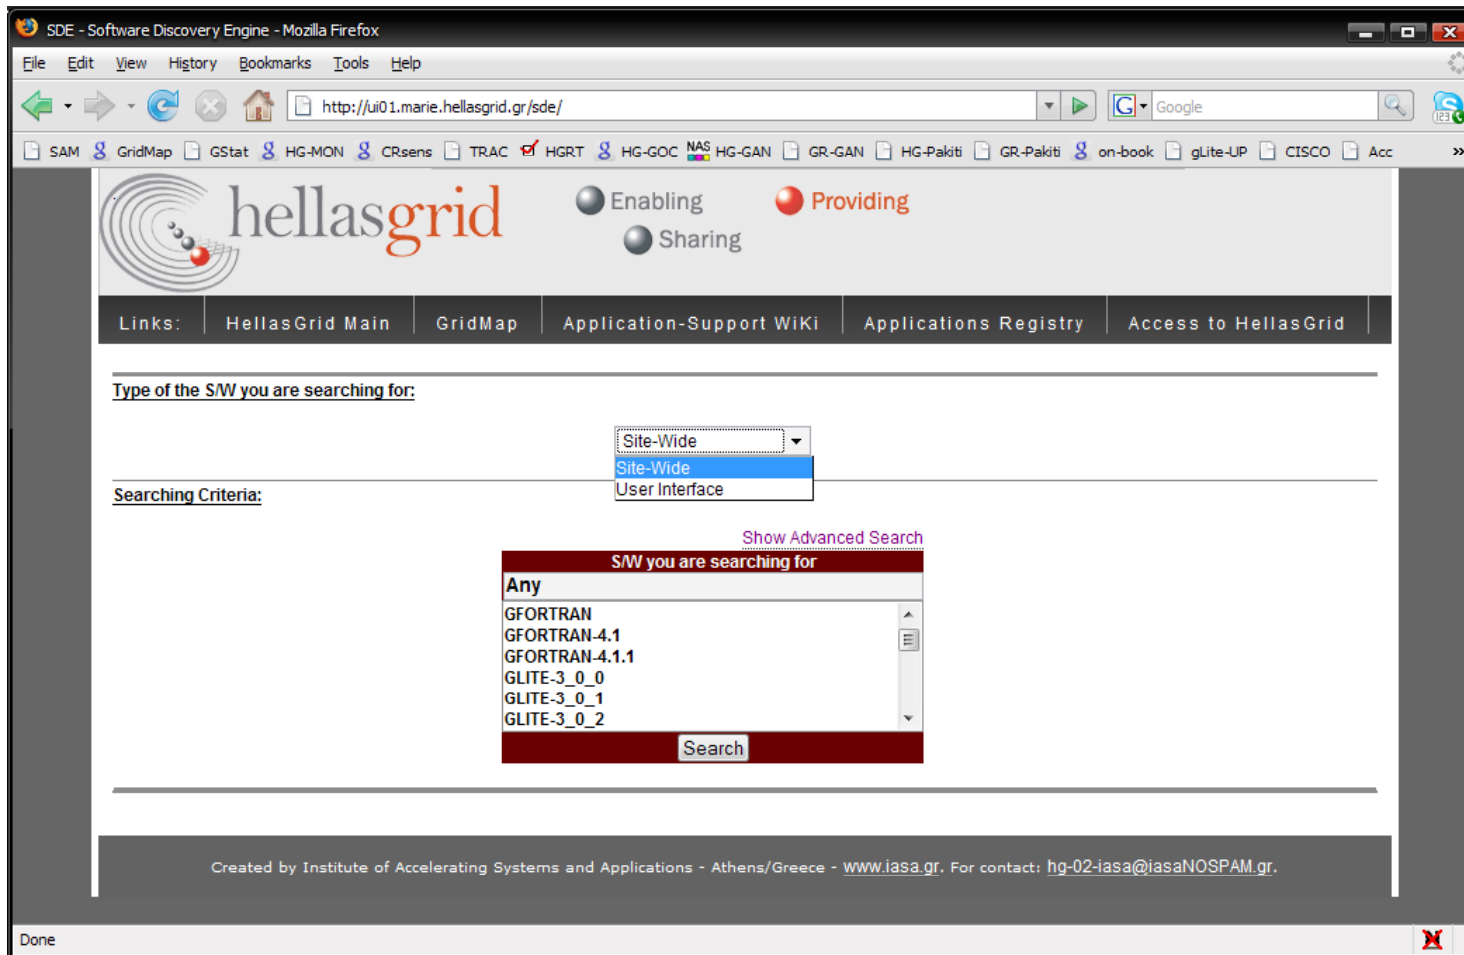 SDE - Software Discovery Engine - Mozilla Firefox
File Edit View History Bookmarks Tools Help
http://ui01.marie.hellasgrid.gr/sde/ G Google
SAM GridMap GStat HG-MON CRsens TRAC HGRT HG-GOC NAS HG-GAN GR-GAN HG-Pakiti GR-Pakiti on-book gLite-UP CISCO Acc »
hellasgrid Enabling Providing
Sharing
Links: HellasGrid Main GridMap Application-Support WiKi Applications Registry Access to HellasGrid
Type of the S/W you are searching for:
Site-Wide
Site-Wide
User Interface
Searching Criteria:
Show Advanced Search
S/W you are searching for
Any
GFORTRAN
GFORTRAN-4.1
GFORTRAN-4.1.1
GLITE-3_0_0
GLITE-3_0_1
GLITE-3_0_2
Search
Created by Institute of Accelerating Systems and Applications - Athens/Greece - www.iasa.gr. For contact: hg-02-iasa@iasaNOSPAM.gr.
Done